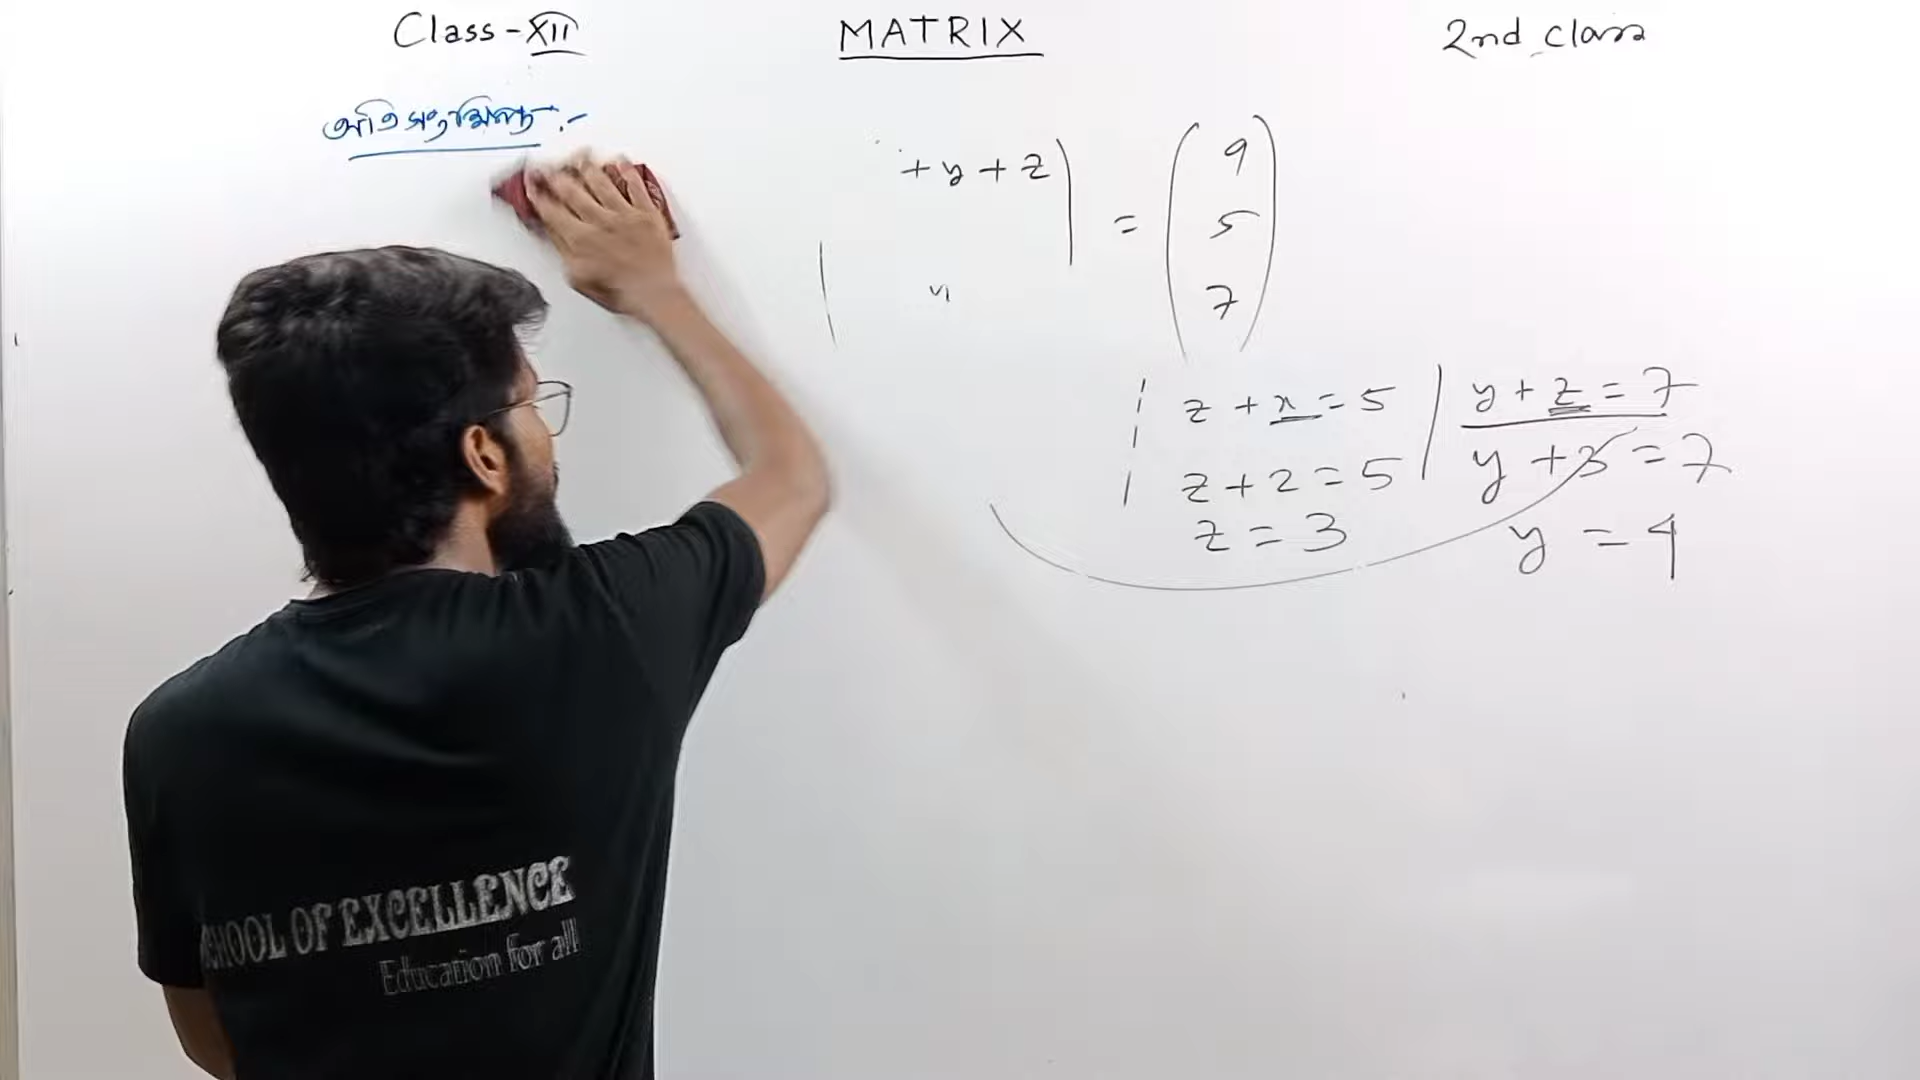 Class - XII
MATRIX
2nd class
অতি সংক্ষিপ্ত :-
+ y + z
=
9
5
7
z + x = 5
z + 2 = 5
z = 3
y + z = 7
y + 3 = 7
y = 4
CHOOL OF EXCELLENCE
Education for all